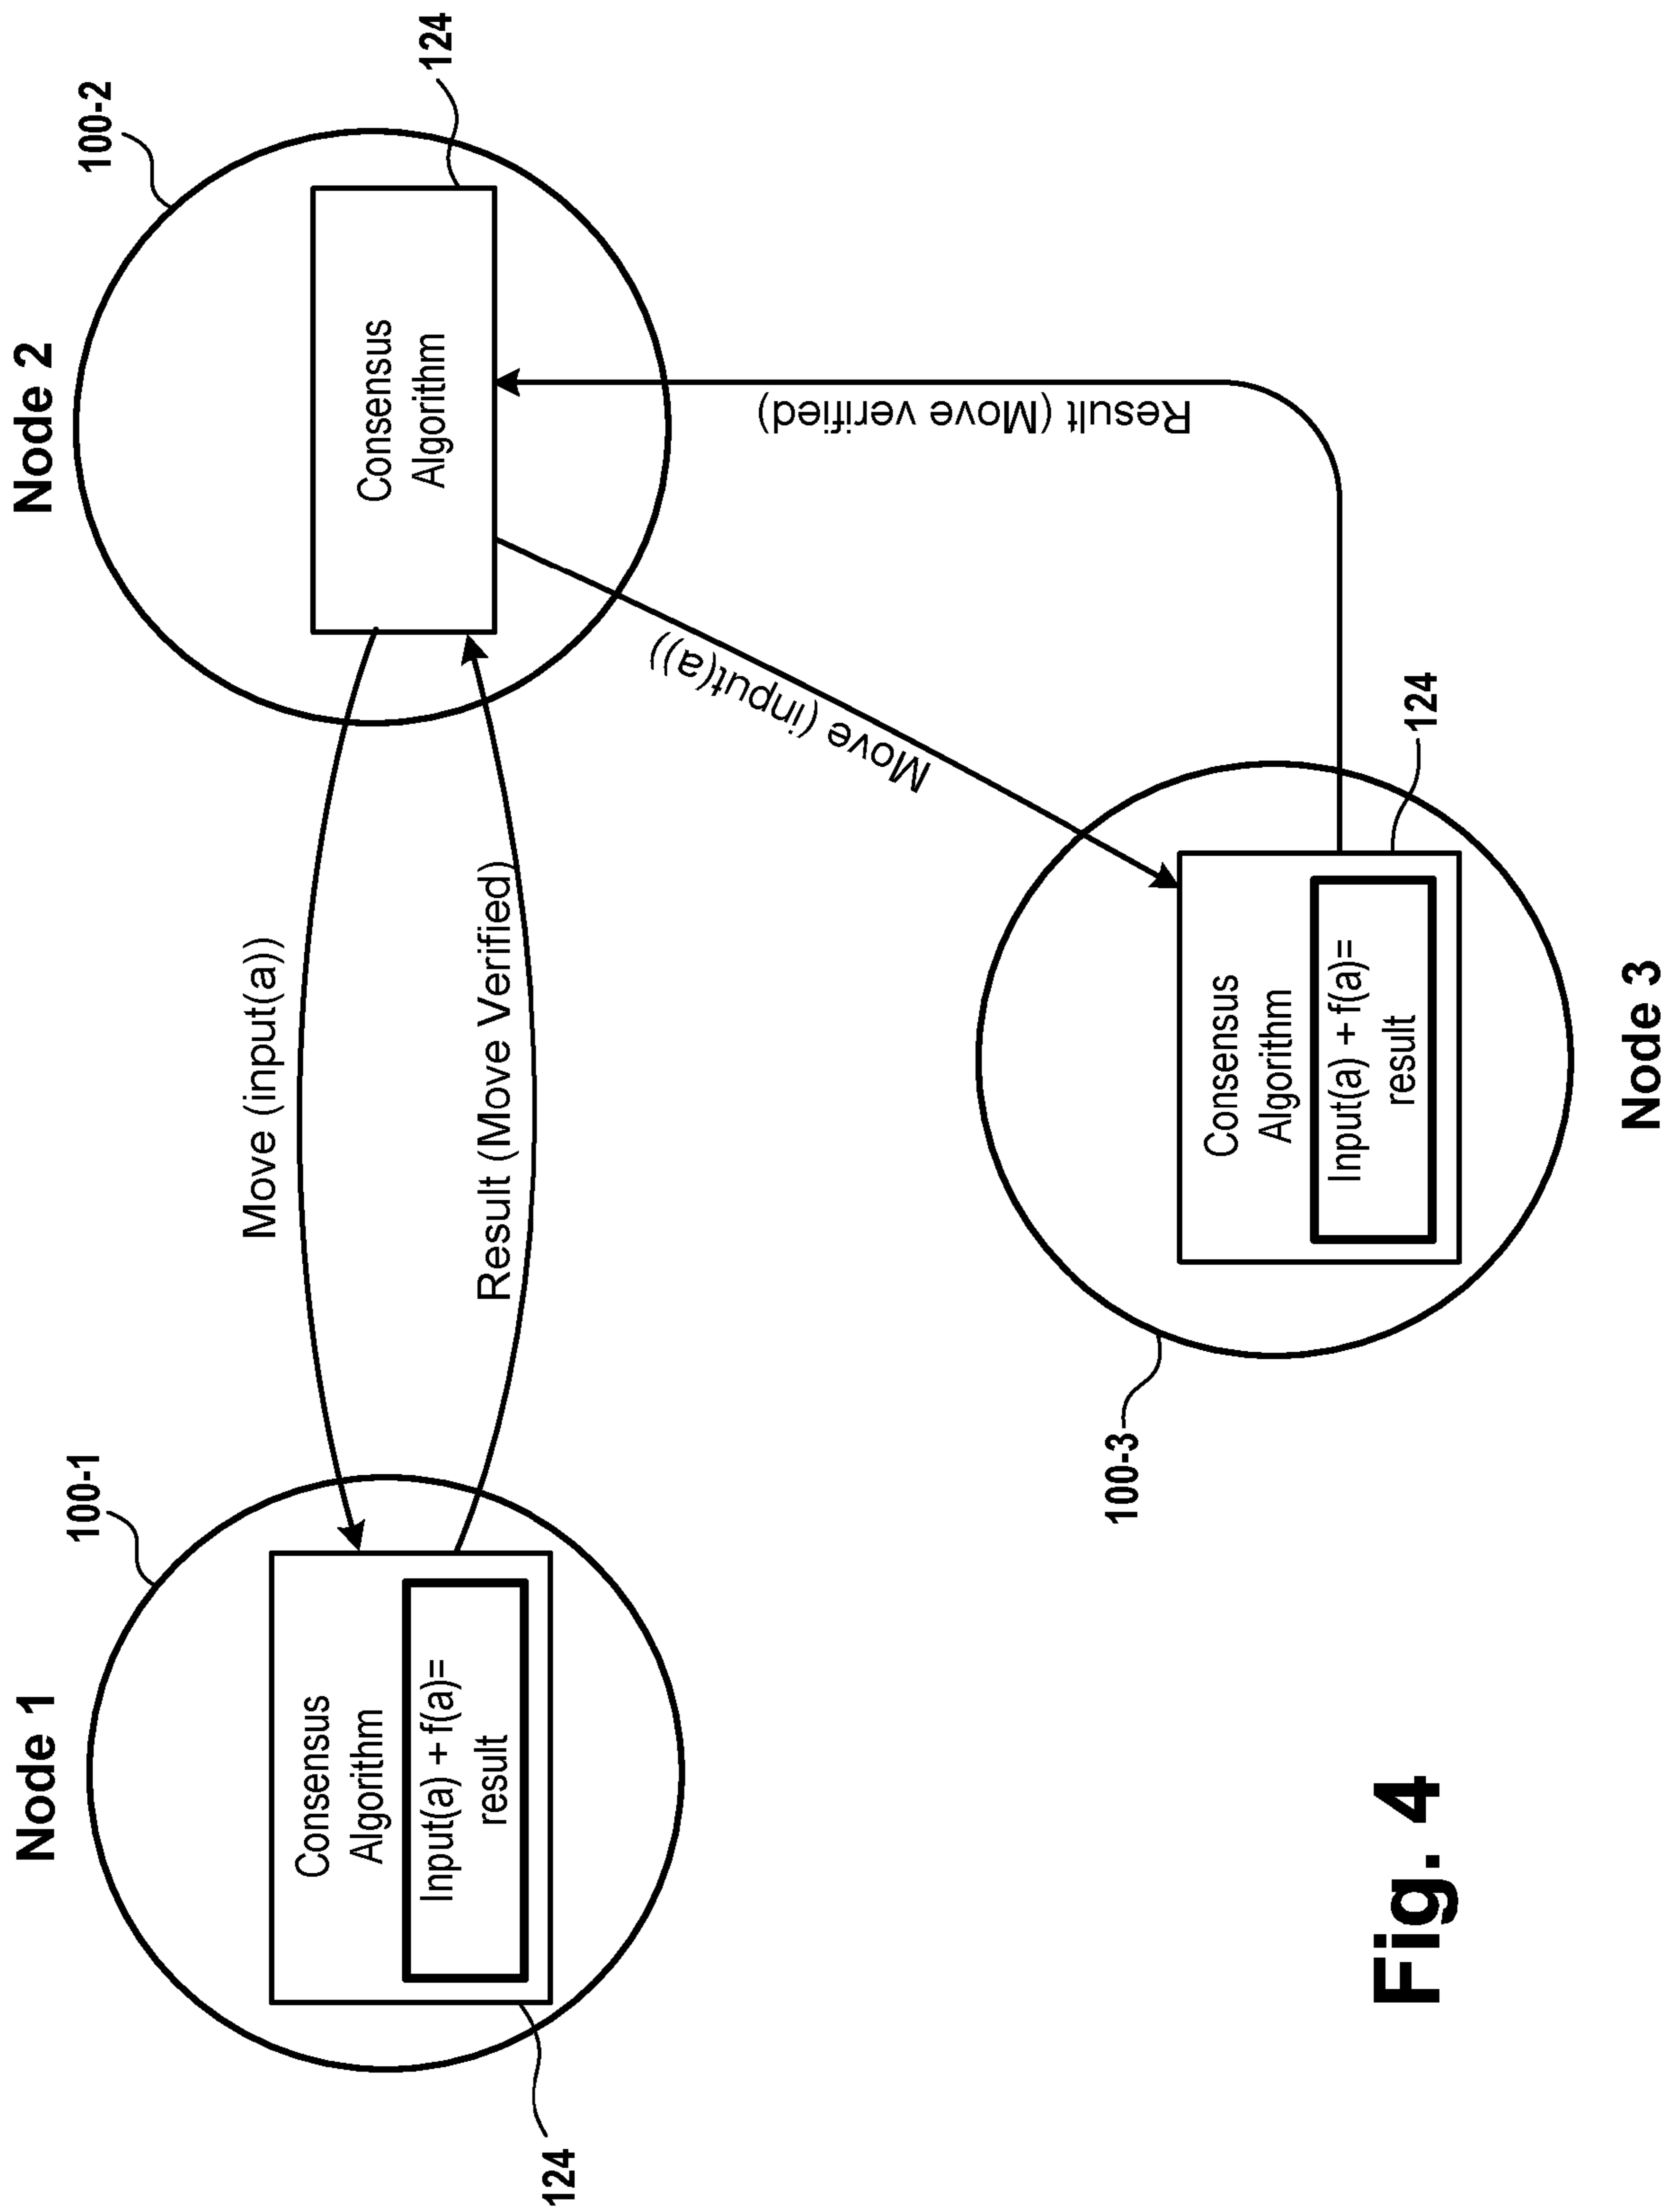 Node 1
100-1
Consensus
Algorithm
Input(a) + f(a)=
result
124
Move (input(a))
Result (Move Verified)
Node 2
100-2
Consensus
Algorithm
124
Move (input(a))
Result (Move verified)
100-3
Consensus
Algorithm
Input(a) + f(a)=
result
124
Node 3
Fig. 4